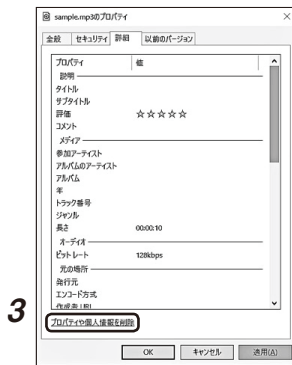 sample.mp3のプロパティ
全般 セキュリティ 詳細 以前のバージョン
プロパティ 値
説明
タイトル
サブタイトル
評価 ☆☆☆☆☆
コメント
メディア
参加アーティスト
アルバムのアーティスト
アルバム
年
トラック番号
ジャンル
長さ 00:00:10
オーディオ
ビット レート 128kbps
元の場所
発行元
エンコード方式
作成者 URL
3
プロパティや個人情報を削除
OK キャンセル 適用(A)